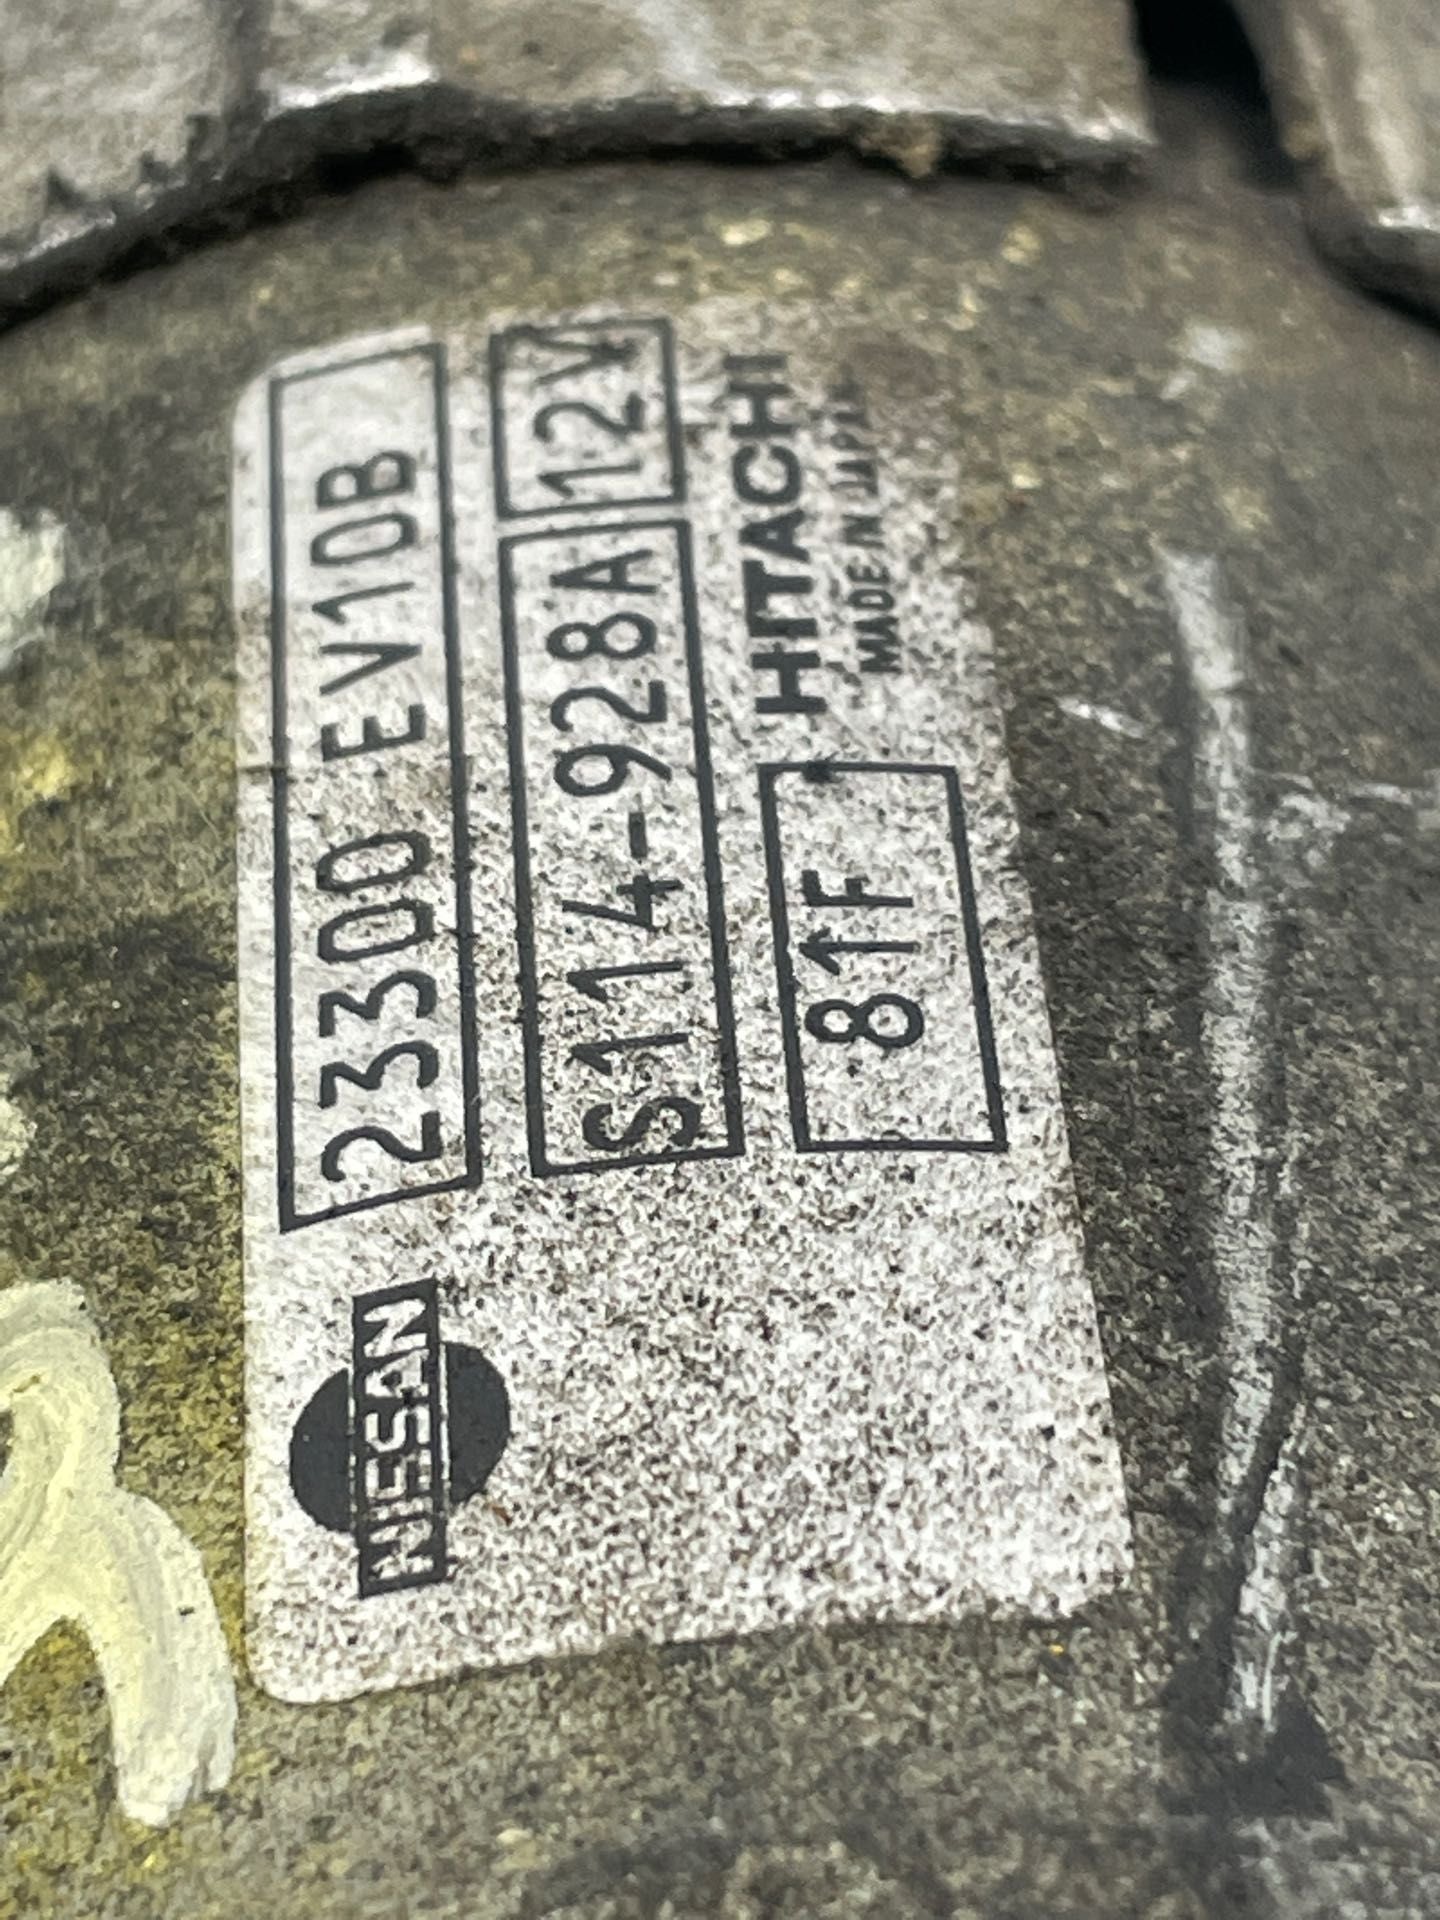 NISSAN
23300 EV10B
S114-928A 12V
81F HITACHI
MADE IN JAPAN